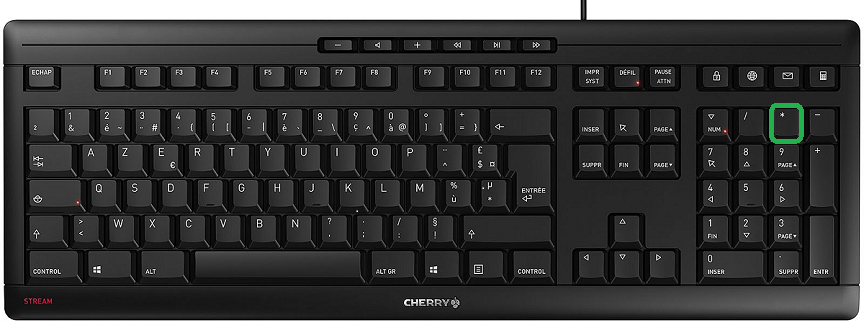 ECHAP F1 F2 F3 F4 F5 F6 F7 F8 F9 F10 F11 F12 IMPR SYST DÉFIL PAUSE ATTN
² 1 & 2 é ~ 3 " # 4 ' { 5 ( [ 6 - | 7 è ` 8 _ \ 9 ç ^ 0 à @ ° ) ] + = } INSER PAGE NUM / * −
A Z E € R T Y U I O P ¨ ^ £ $ ¤ ENTRÉE SUPPR FIN PAGE 7 8 9 PAGE +
Q S D F G H J K L M % ù µ * 4 5 6
> < W X C V B N ? , . ; / : § ! 1 FIN 2 3 PAGE
CONTROL ALT ALT GR CONTROL 0 INSER . SUPPR ENTR
STREAM CHERRY